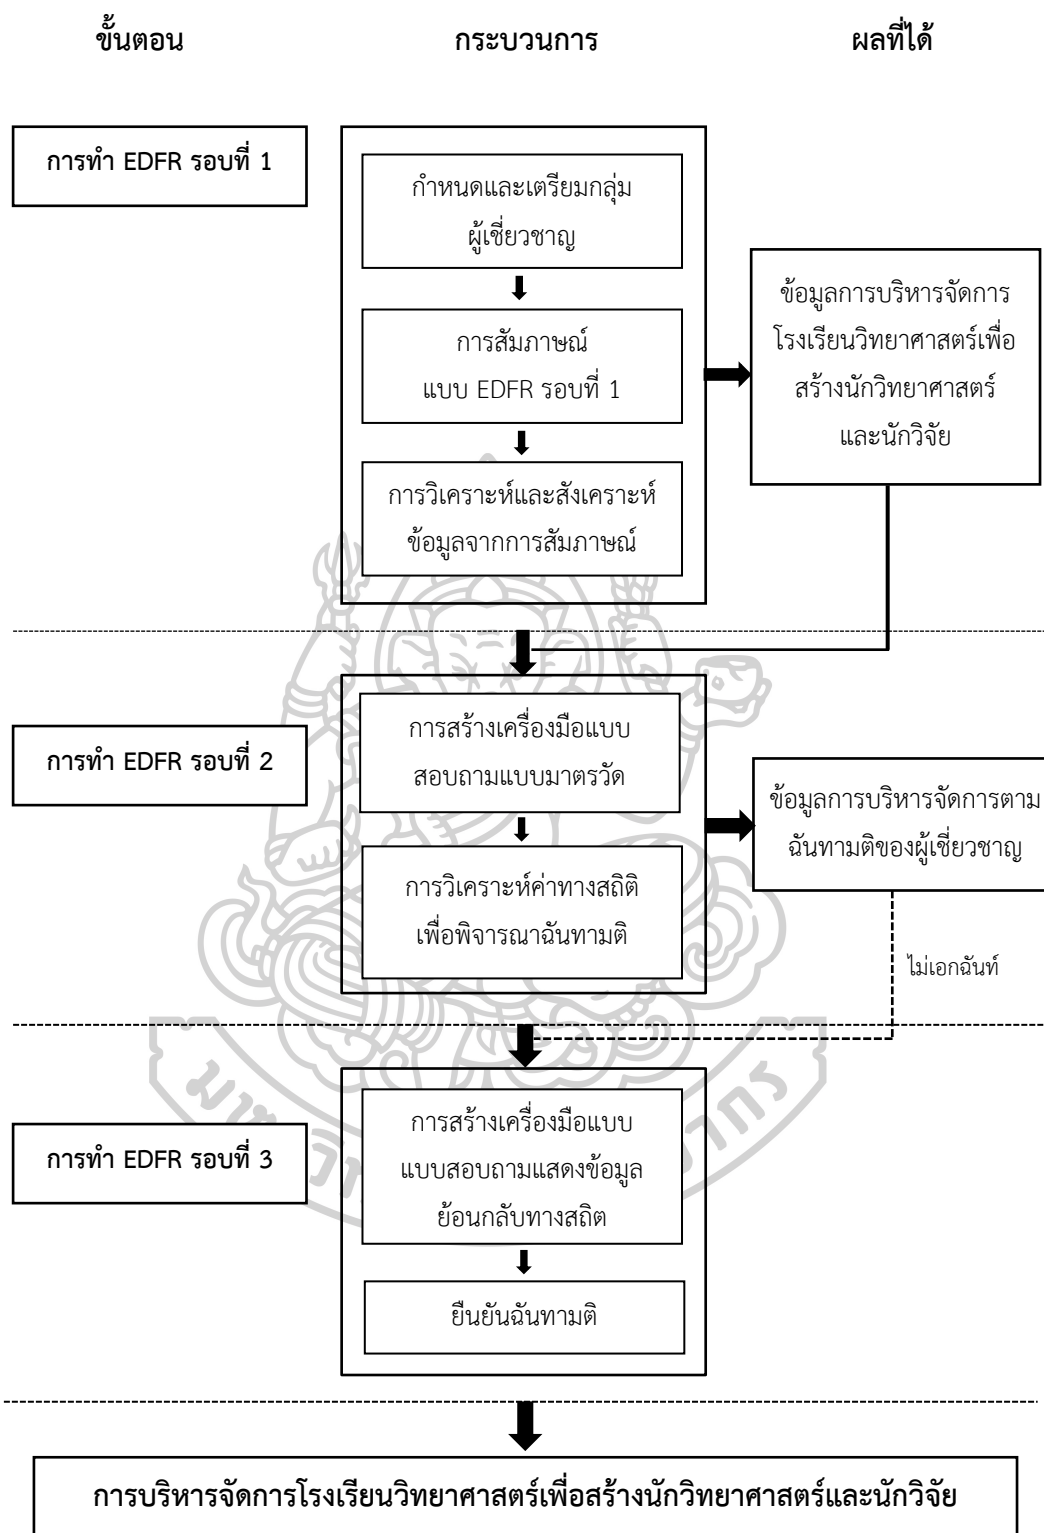 ขั้นตอน
กระบวนการ
ผลที่ได้
การทำ EDFR รอบที่ 1
กำหนดและเตรียมกลุ่ม
ผู้เชี่ยวชาญ
การสัมภาษณ์
แบบ EDFR รอบที่ 1
การวิเคราะห์และสังเคราะห์
ข้อมูลจากการสัมภาษณ์
ข้อมูลการบริหารจัดการ
โรงเรียนวิทยาศาสตร์เพื่อ
สร้างนักวิทยาศาสตร์
และนักวิจัย
การทำ EDFR รอบที่ 2
การสร้างเครื่องมือแบบ
สอบถามแบบมาตรวัด
การวิเคราะห์ค่าทางสถิติ
เพื่อพิจารณาฉันทามติ
ข้อมูลการบริหารจัดการตาม
ฉันทามติของผู้เชี่ยวชาญ
ไม่เอกฉันท์
การทำ EDFR รอบที่ 3
การสร้างเครื่องมือแบบ
แบบสอบถามแสดงข้อมูล
ย้อนกลับทางสถิต
ยืนยันฉันทามติ
การบริหารจัดการโรงเรียนวิทยาศาสตร์เพื่อสร้างนักวิทยาศาสตร์และนักวิจัย